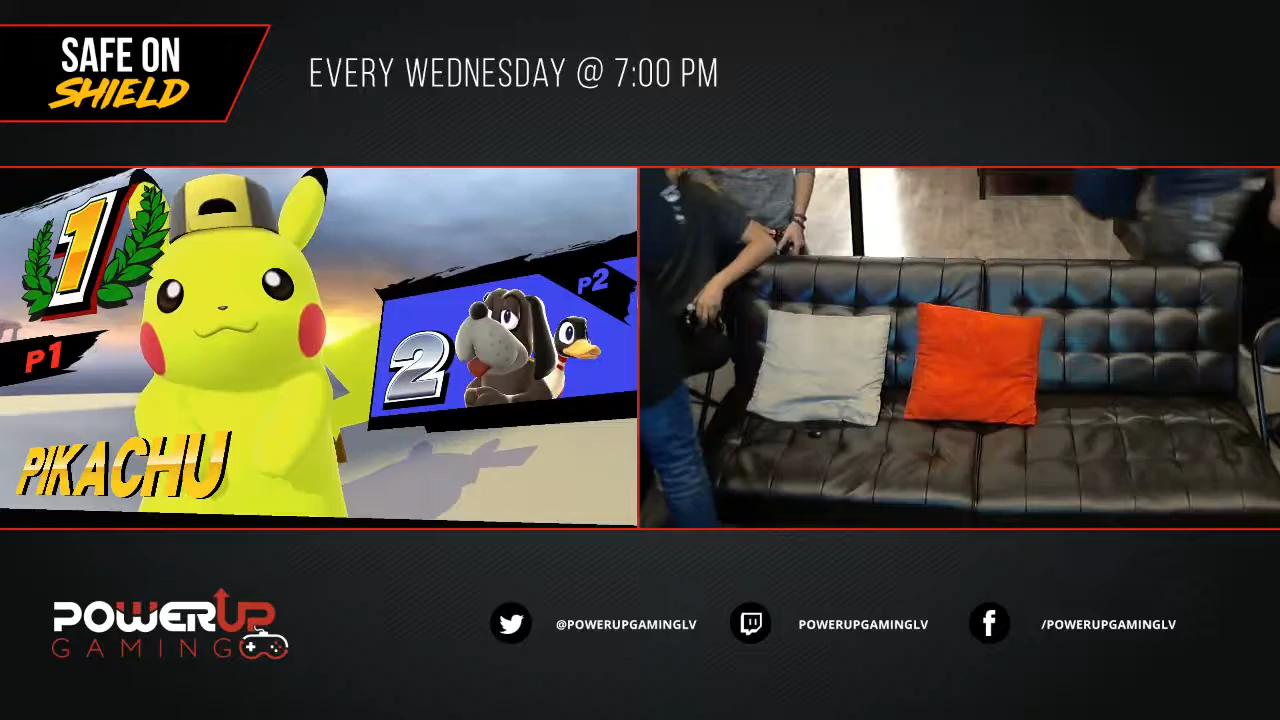 SAFE ON
SHIELD
EVERY WEDNESDAY @ 7:00 PM
1
P1
PIKACHU
P2
2
POWERUP
GAMING
@POWERUPGAMINGLV
POWERUPGAMINGLV
/POWERUPGAMINGLV